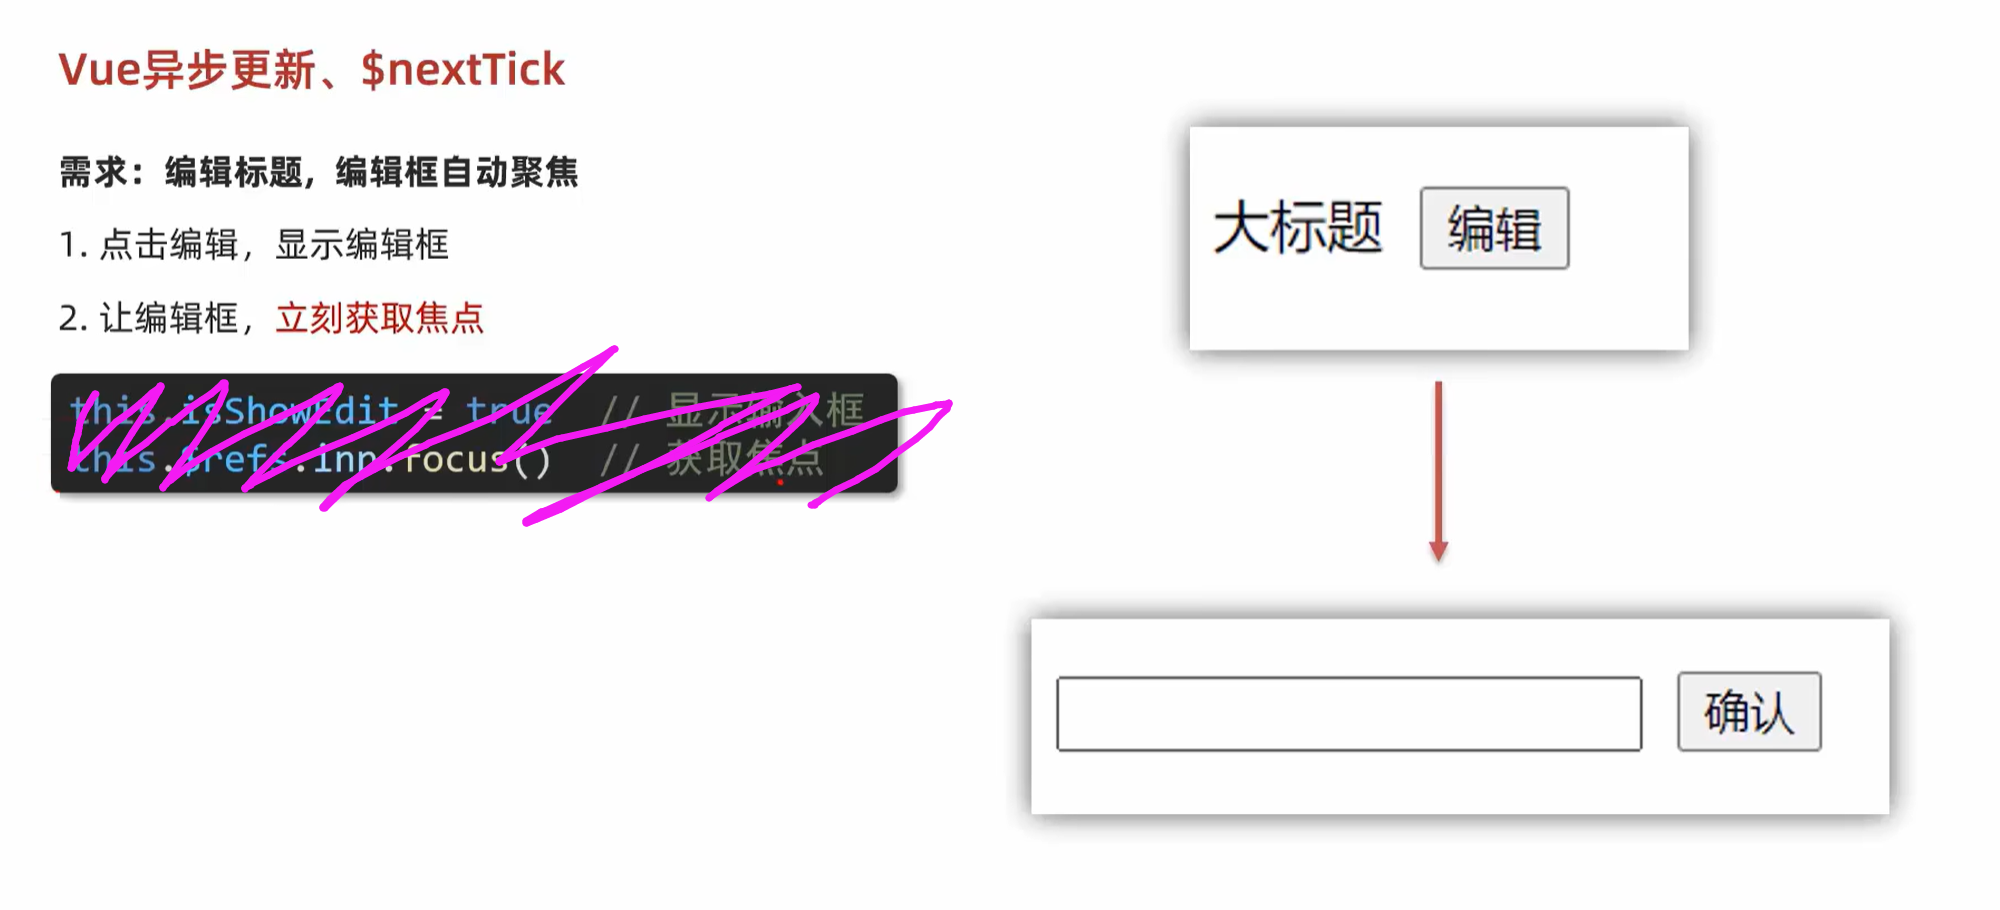 Vue异步更新、$nextTick
需求：编辑标题，编辑框自动聚焦
1. 点击编辑，显示编辑框
2. 让编辑框，立刻获取焦点
this.isShowEdit = true  // 显示输入框
this.$refs.inp.focus()  // 获取焦点
大标题 编辑
确认